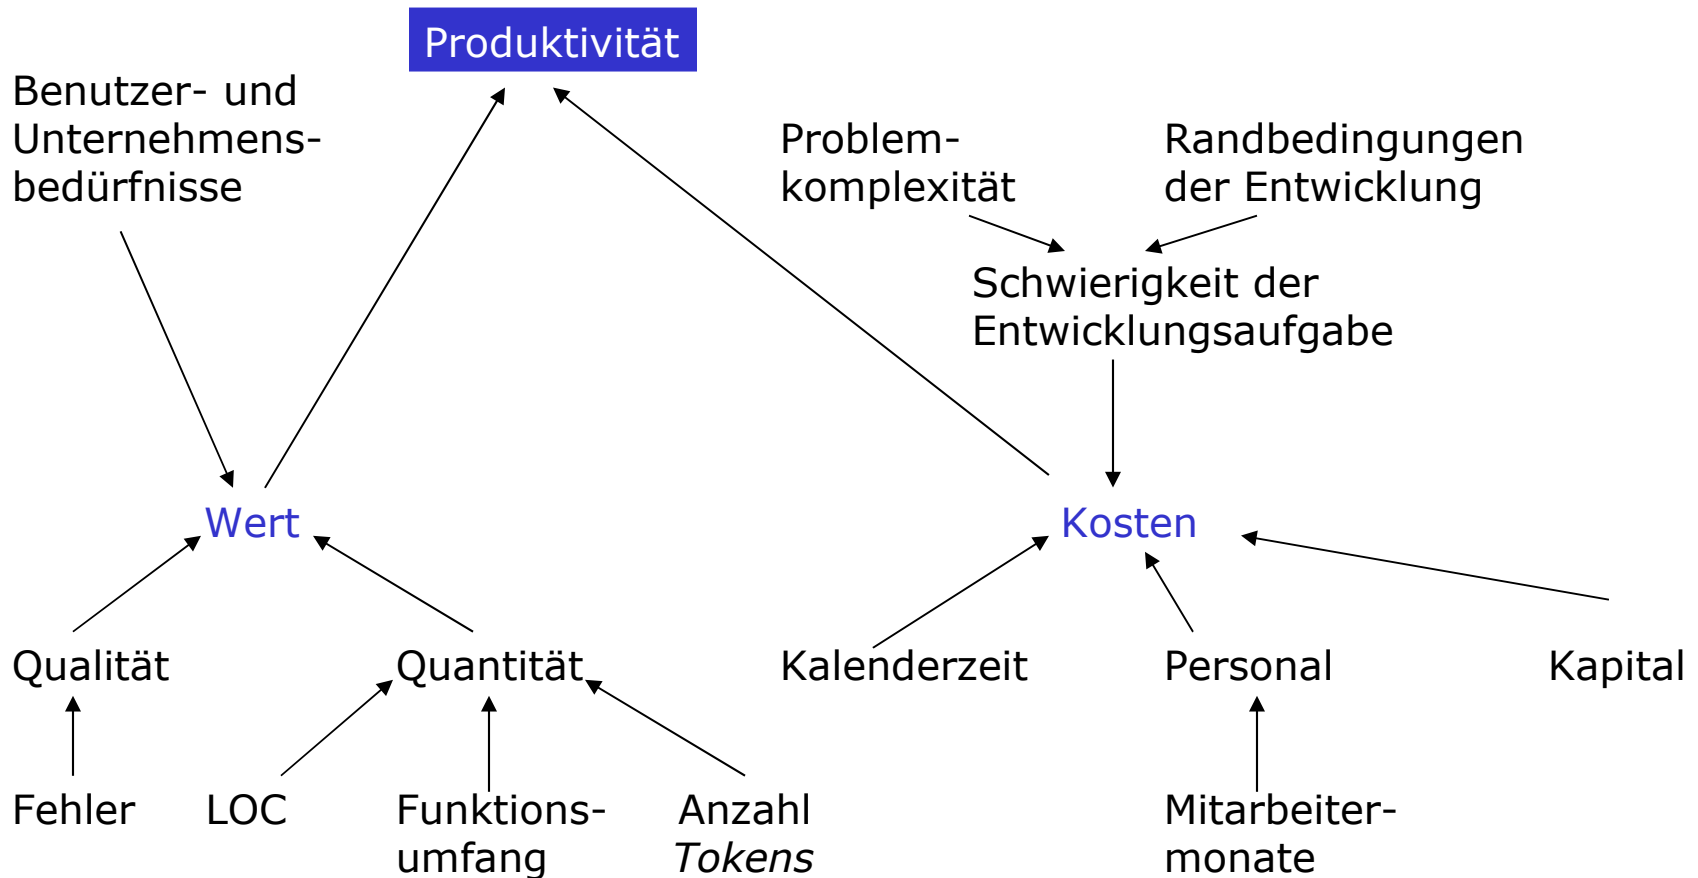 Produktivität
Benutzer- und
Unternehmens-
bedürfnisse
Problem-
komplexität
Randbedingungen
der Entwicklung
Schwierigkeit der
Entwicklungsaufgabe
Wert
Kosten
Qualität
Quantität
Kalenderzeit
Personal
Kapital
Fehler
LOC
Funktions-
umfang
Anzahl
Tokens
Mitarbeiter-
monate